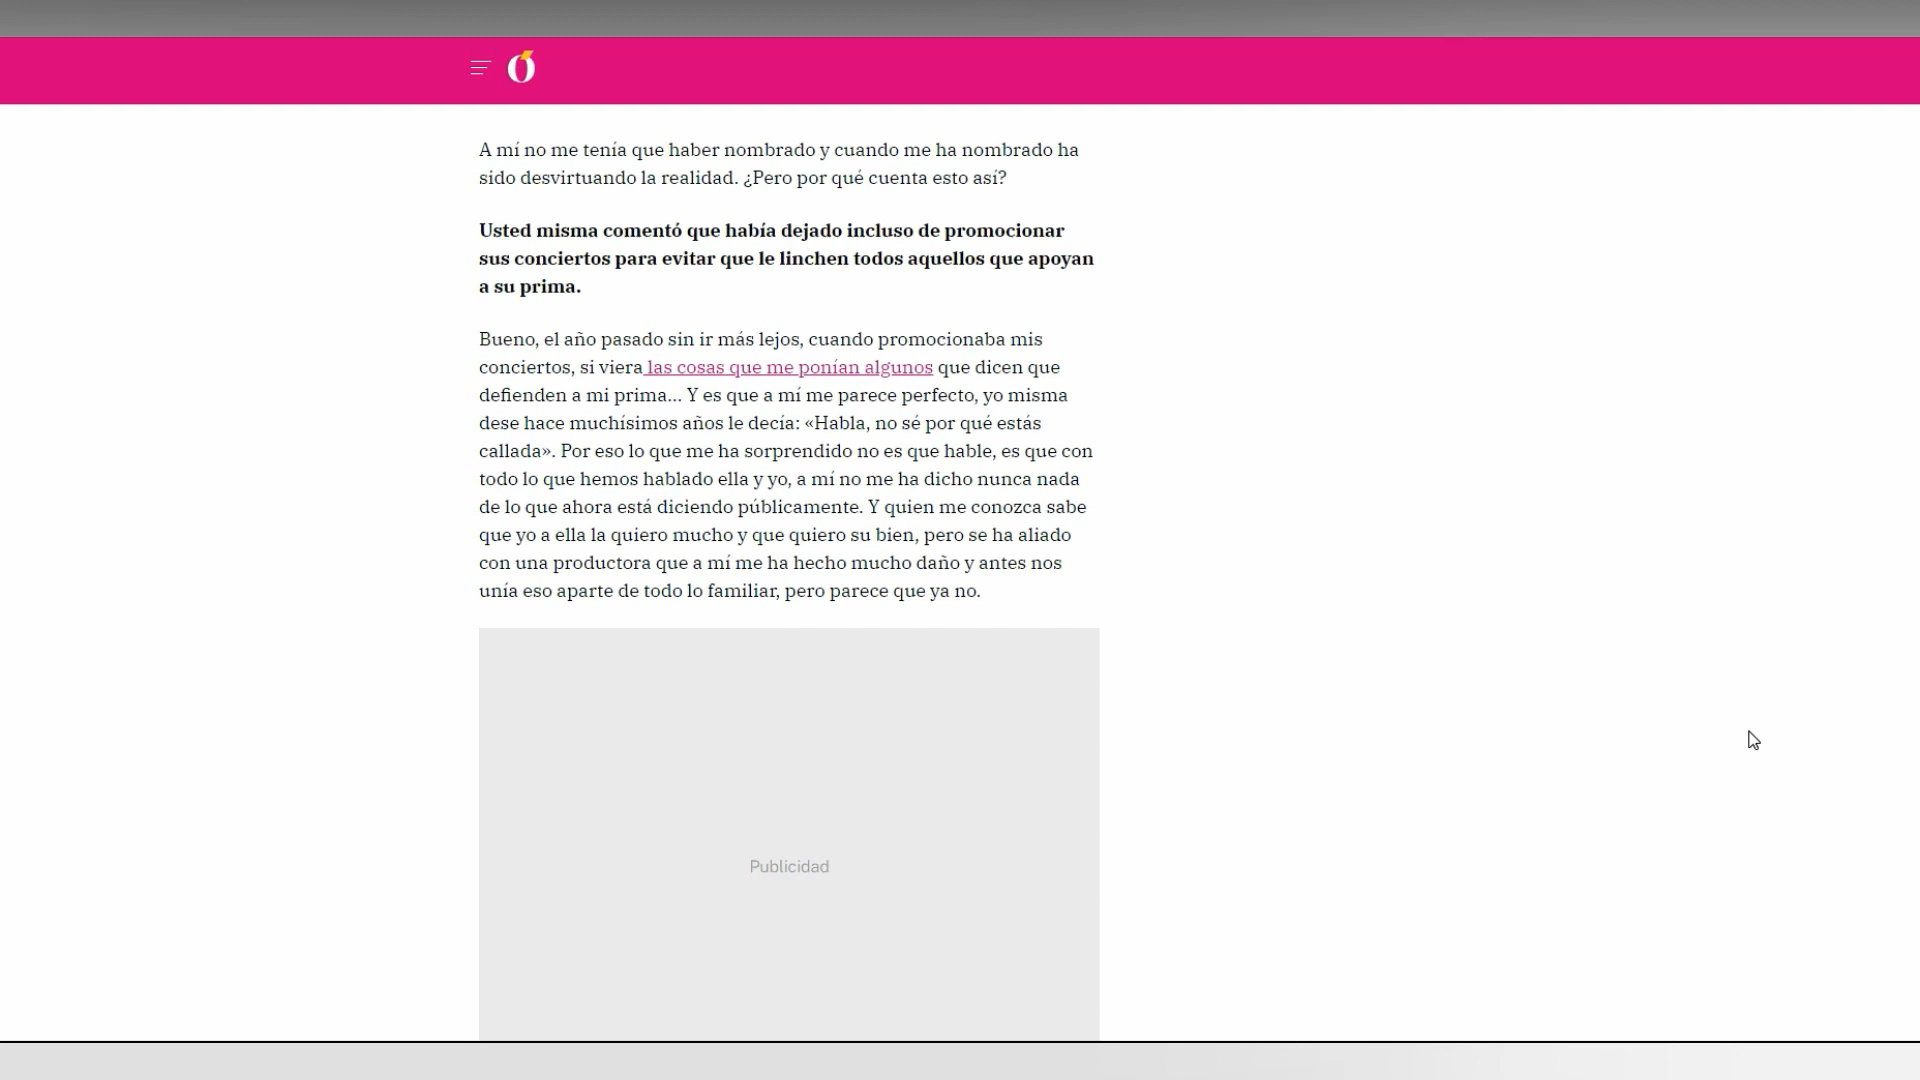 Ó
A mí no me tenía que haber nombrado y cuando me ha nombrado ha
sido desvirtuando la realidad. ¿Pero por qué cuenta esto así?
Usted misma comentó que había dejado incluso de promocionar
sus conciertos para evitar que le linchen todos aquellos que apoyan
a su prima.
Bueno, el año pasado sin ir más lejos, cuando promocionaba mis
conciertos, si viera las cosas que me ponían algunos que dicen que
defienden a mi prima... Y es que a mí me parece perfecto, yo misma
dese hace muchísimos años le decía: «Habla, no sé por qué estás
callada». Por eso lo que me ha sorprendido no es que hable, es que con
todo lo que hemos hablado ella y yo, a mí no me ha dicho nunca nada
de lo que ahora está diciendo públicamente. Y quien me conozca sabe
que yo a ella la quiero mucho y que quiero su bien, pero se ha aliado
con una productora que a mí me ha hecho mucho daño y antes nos
unía eso aparte de todo lo familiar, pero parece que ya no.
Publicidad